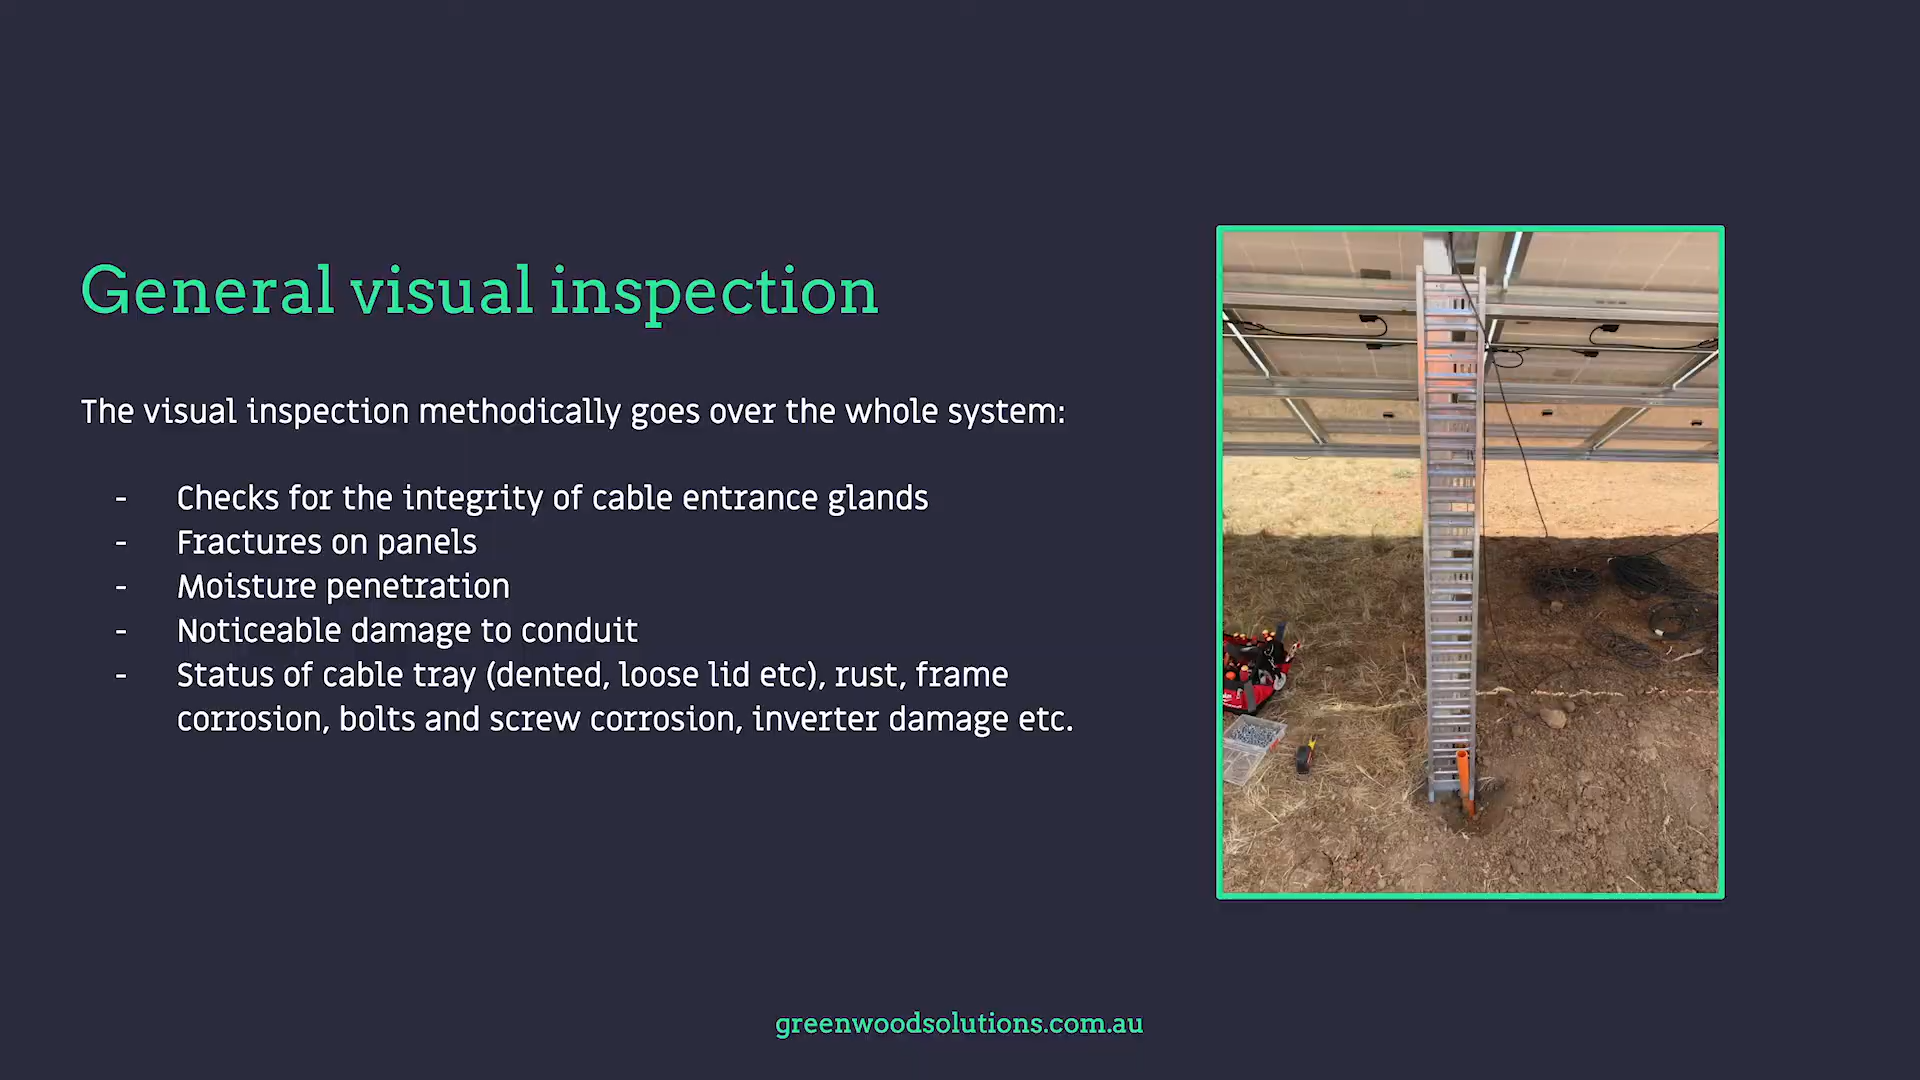 General visual inspection
The visual inspection methodically goes over the whole system:
- Checks for the integrity of cable entrance glands
- Fractures on panels
- Moisture penetration
- Noticeable damage to conduit
- Status of cable tray (dented, loose lid etc), rust, frame
corrosion, bolts and screw corrosion, inverter damage etc.
greenwoodsolutions.com.au